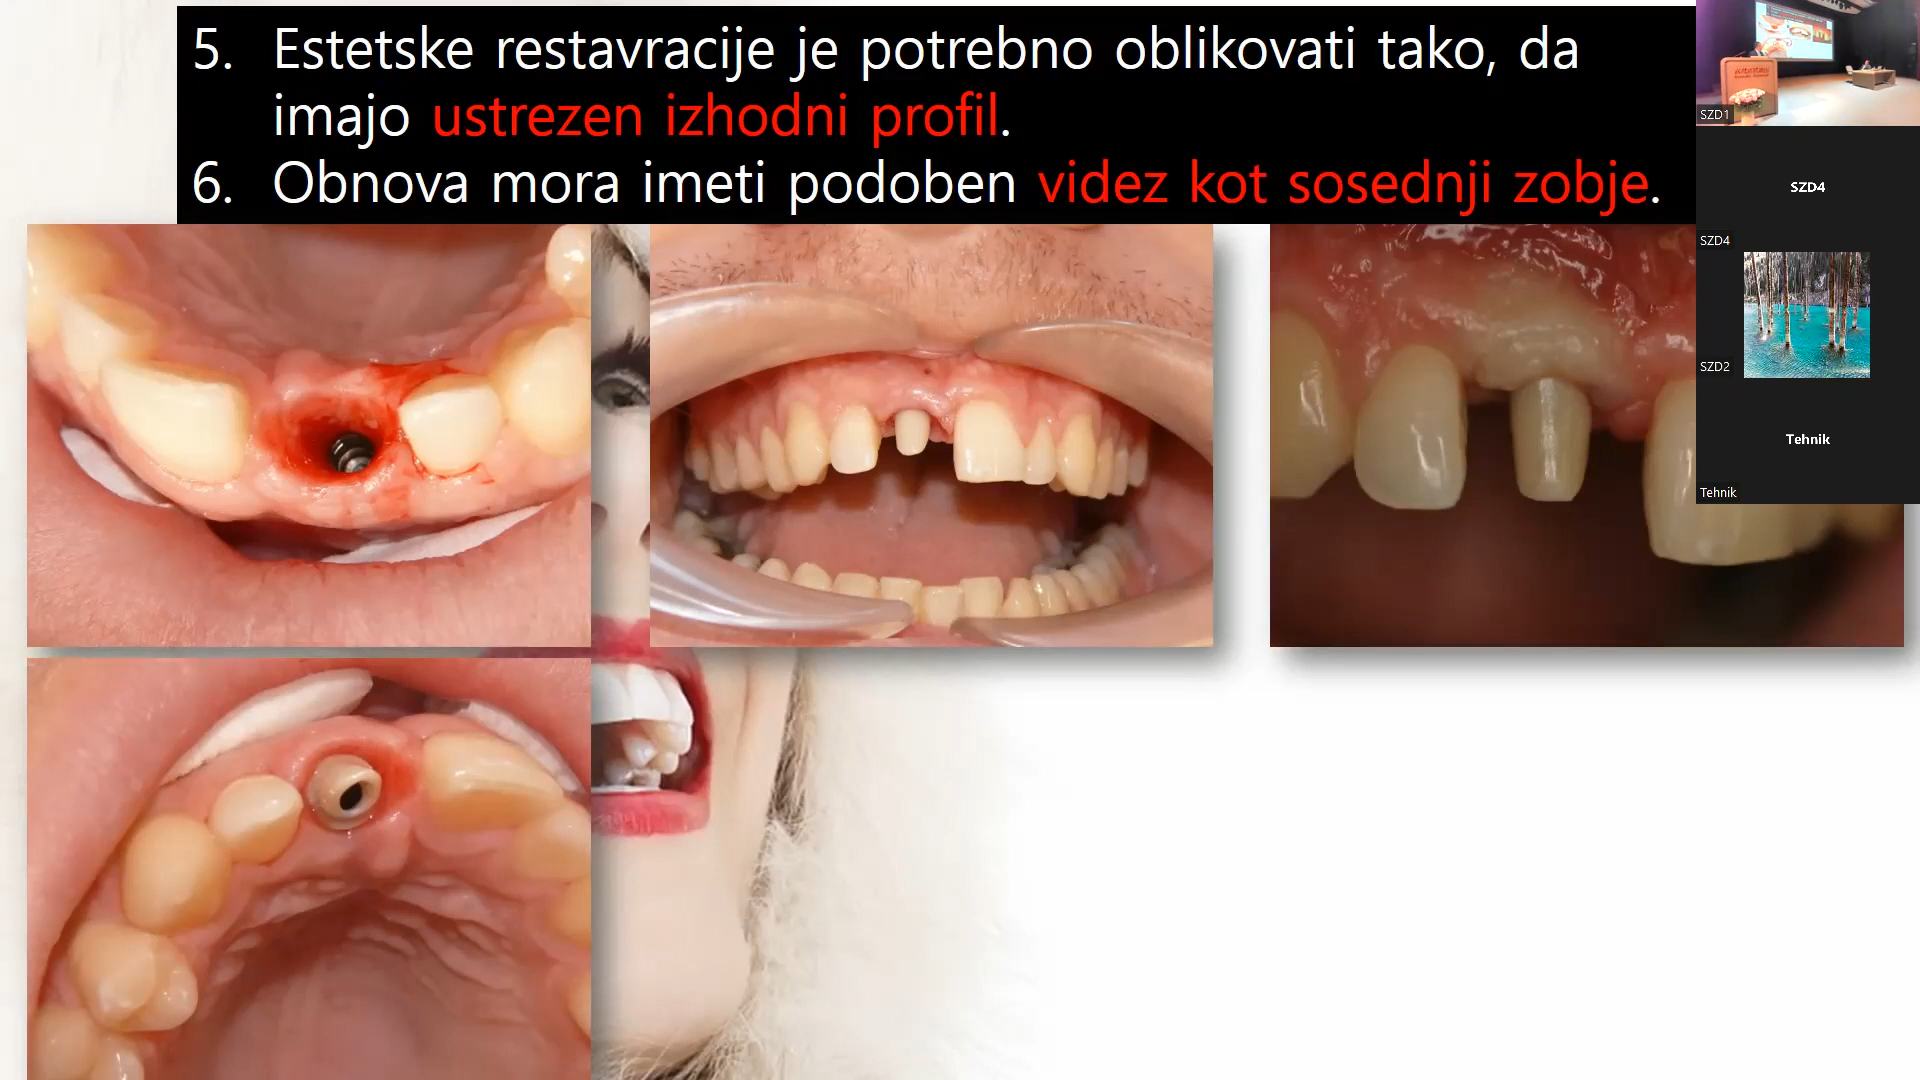 5. Estetske restavracije je potrebno oblikovati tako, da
imajo ustrezen izhodni profil.
6. Obnova mora imeti podoben videz kot sosednji zobje.
SZD1
SZD4
SZD4
SZD2
Tehnik
Tehnik